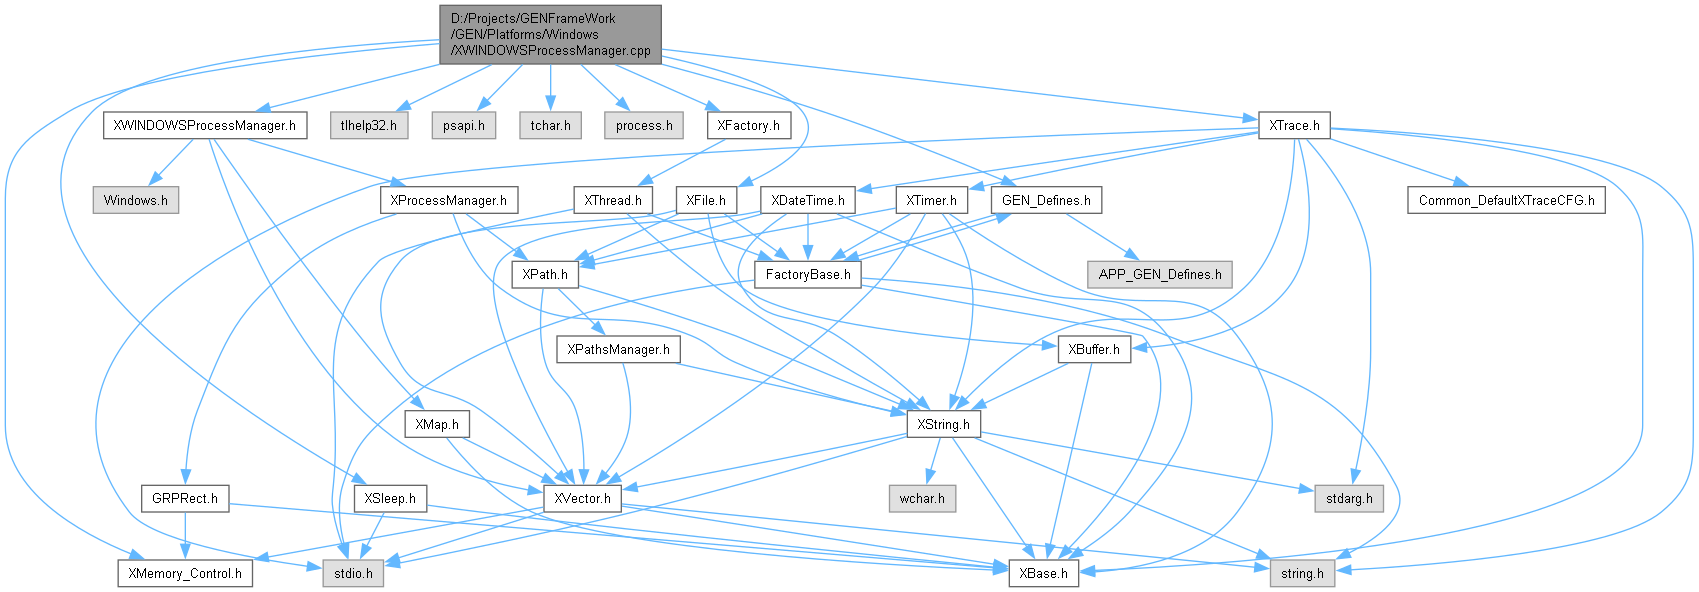 D:/Projects/GENFrameWork
/GEN/Platforms/Windows
/XWINDOWSProcessManager.cpp
XWINDOWSProcessManager.h
tlhelp32.h
psapi.h
tchar.h
process.h
XFactory.h
XTrace.h
Windows.h
XProcessManager.h
XThread.h
XFile.h
XDateTime.h
XTimer.h
GEN_Defines.h
Common_DefaultXTraceCFG.h
XPath.h
FactoryBase.h
APP_GEN_Defines.h
XPathsManager.h
XBuffer.h
XMap.h
XString.h
GRPRect.h
XSleep.h
XVector.h
wchar.h
stdarg.h
XMemory_Control.h
stdio.h
XBase.h
string.h